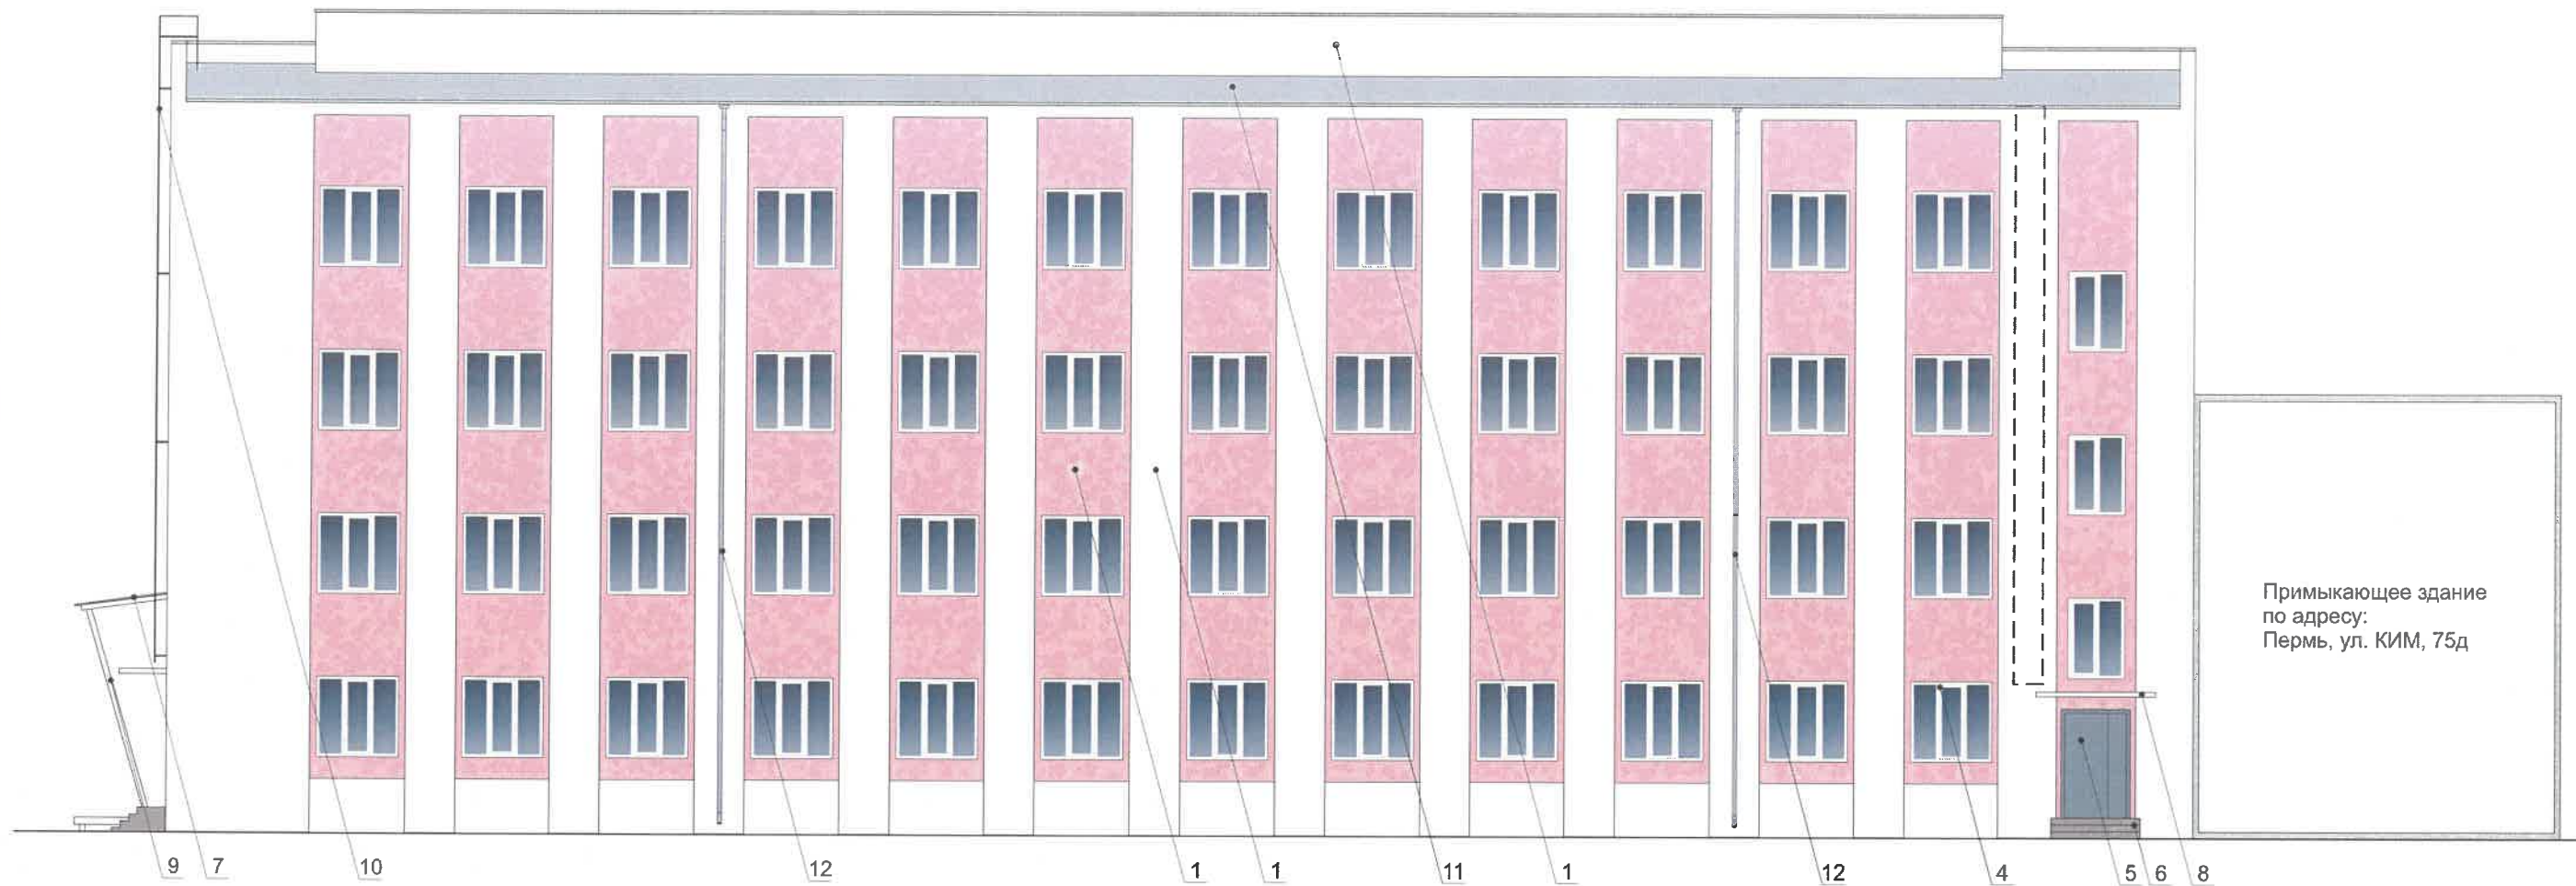 Примыкающее здание
по адресу:
Пермь, ул. КИМ, 75д
9 7 10 12 1 1 11 1 12 4 5 6 8